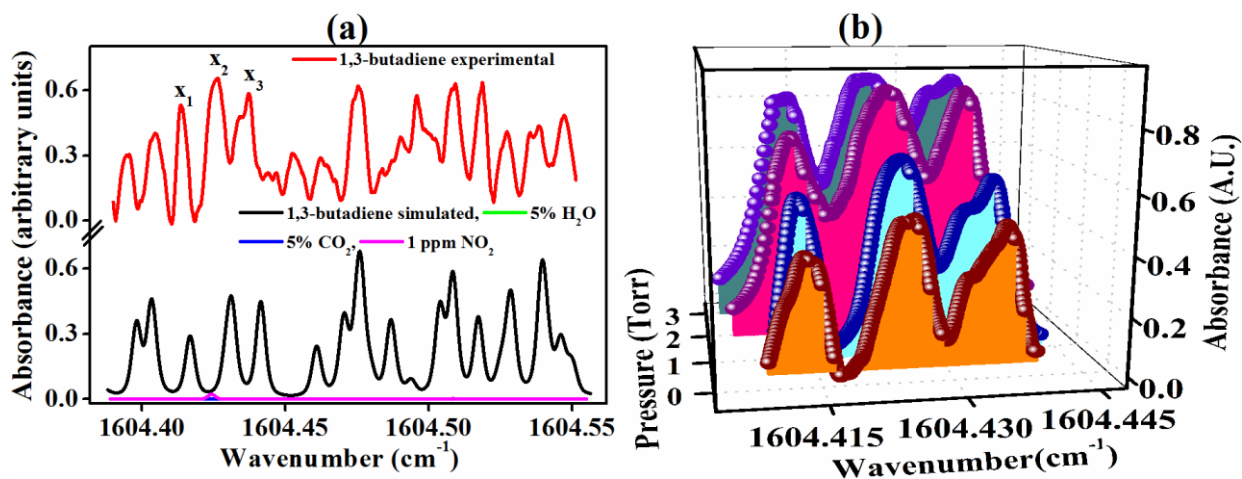 (a)
x₁
x₂
x₃
1,3-butadiene experimental
1,3-butadiene simulated, 5% H₂O
5% CO₂, 1 ppm NO₂
Absorbance (arbitrary units)
0.6
0.3
0.0
0.6
0.3
0.0
1604.40
1604.45
1604.50
1604.55
Wavenumber (cm⁻¹)
(b)
Pressure (Torr)
3
2
1
0
1604.415
1604.430
1604.445
Wavenumber(cm⁻¹)
0.8
0.6
0.4
0.2
0.0
Absorbance (A.U.)